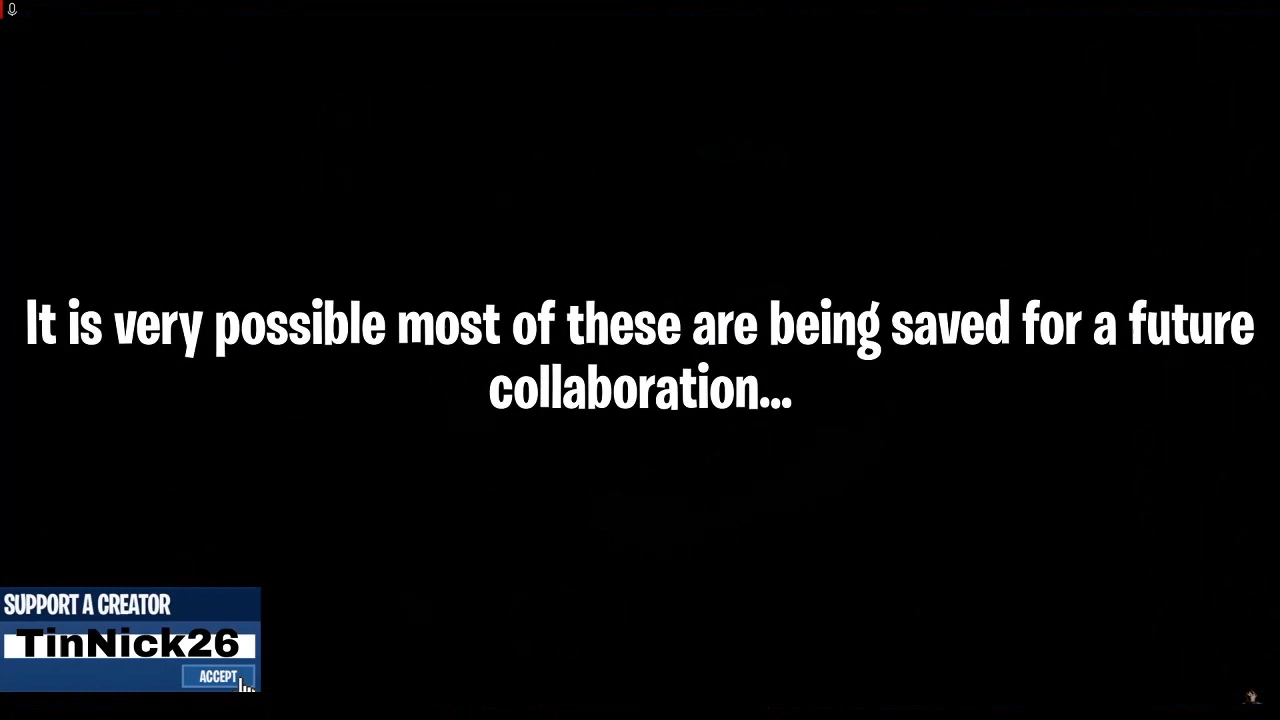 It is very possible most of these are being saved for a future
collaboration...
SUPPORT A CREATOR
TinNick26
ACCEPT